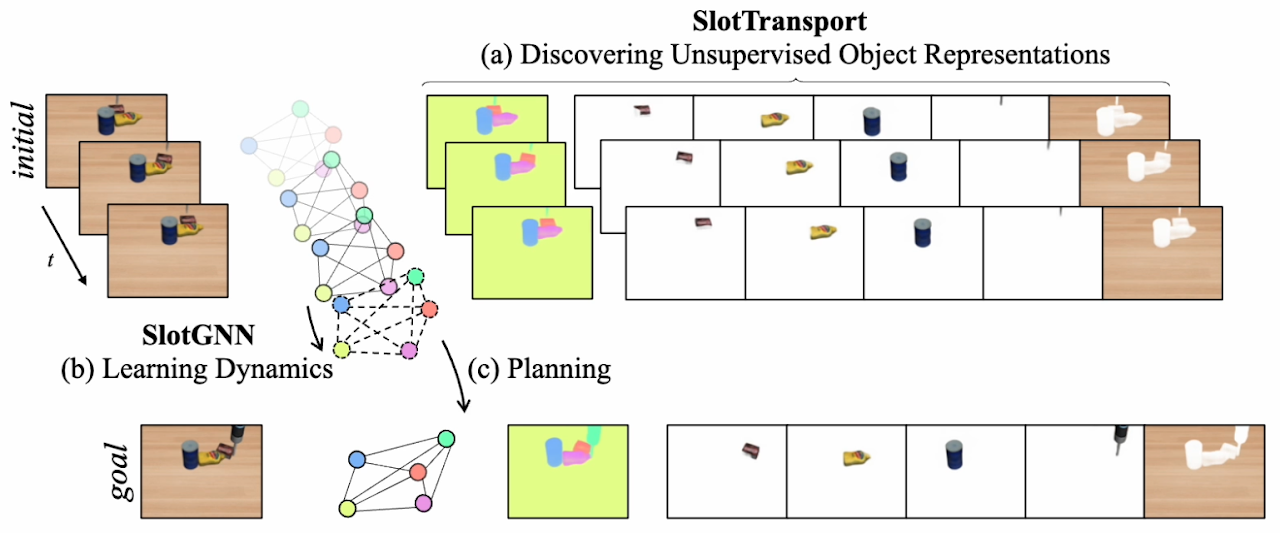 SlotTransport
(a) Discovering Unsupervised Object Representations
initial
t
SlotGNN
(b) Learning Dynamics
(c) Planning
goal